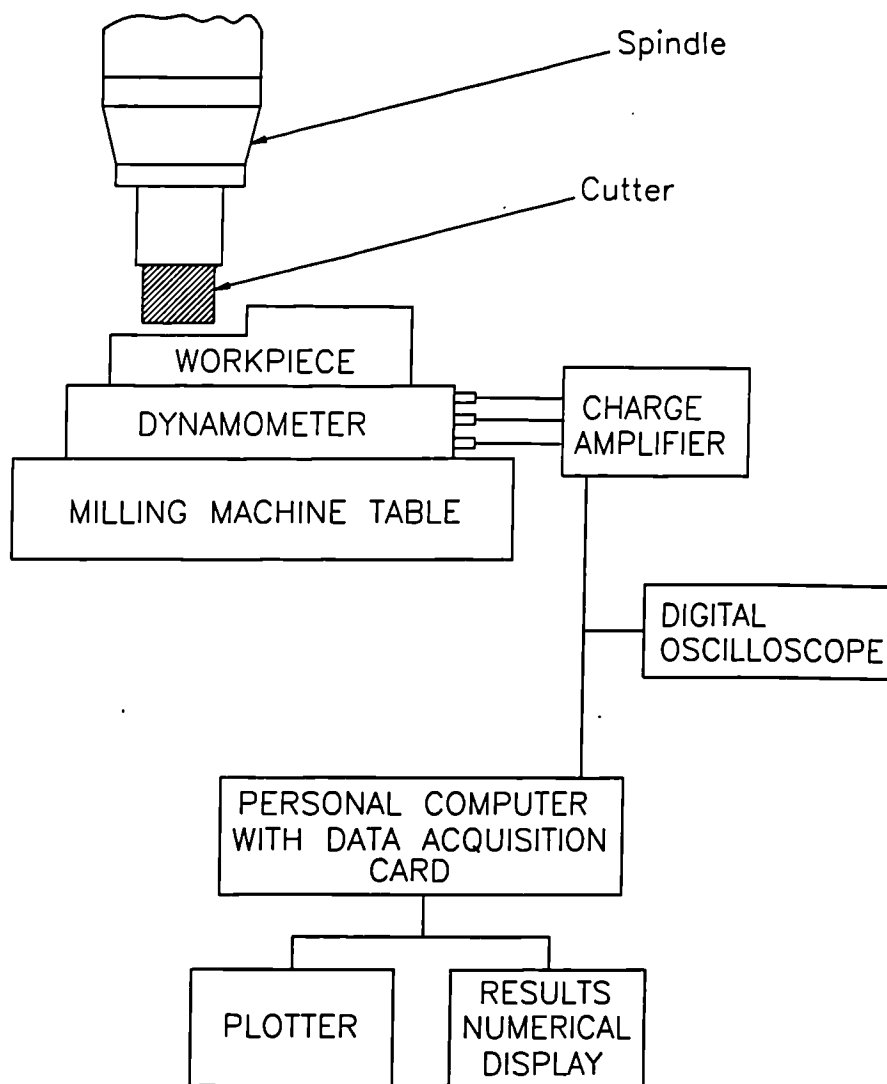 Spindle
Cutter
WORKPIECE
DYNAMOMETER
MILLING MACHINE TABLE
CHARGE
AMPLIFIER
DIGITAL
OSCILLOSCOPE
PERSONAL COMPUTER
WITH DATA ACQUISITION
CARD
PLOTTER
RESULTS
NUMERICAL
DISPLAY